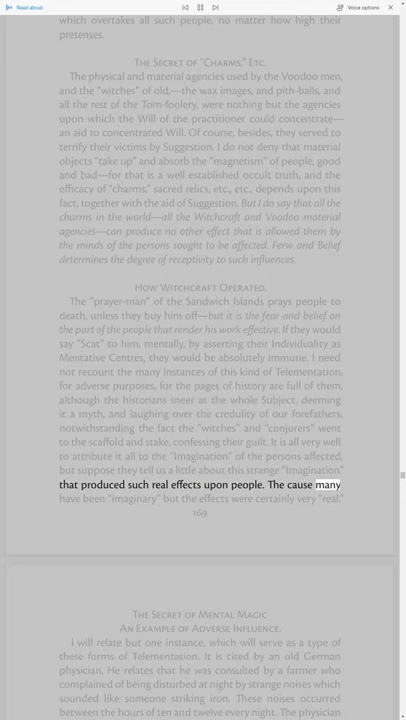 Read aloud
Voice options
which overtakes all such people, no matter how high their
pretenses.
The Secret of "Charms," Etc.
The physical and material agencies used by the Voodoo men,
and the "witches" of old,—the wax images, and pith-balls, and
all the rest of the Tom-foolery, were nothing but the agencies
upon which the Will of the practitioner could concentrate—
an aid to concentrated Will. Of course, besides, they served to
terrify their victims by Suggestion. I do not deny that material
objects "take up" and absorb the "magnetism" of people, good
and bad—for that is a well established occult truth, and the
efficacy of "charms," sacred relics, etc., etc., depends upon this
fact, together with the aid of Suggestion. But I do say that all the
charms in the world—all the Witchcraft and Voodoo material
agencies—can produce no other effect that is allowed them by
the minds of the persons sought to be affected. Ferw and Belief
determines the degree of receptivity to such influences.
How Witchcraft Operated.
The "prayer-man" of the Sandwich Islands prays people to
death, unless they buy him off—but it is the fear and belief on
the part of the people that render his work effective. If they would
say "Scat" to him, mentally, by asserting their Individuality as
Mentative Centres, they would be absolutely immune. I need
not recount the many instances of this kind of Telementation,
for adverse purposes, for the pages of history are full of them,
although the historians sneer at the whole Subject, deeming
it a myth, and laughing over the credulity of our forefathers,
notwithstanding the fact the "witches" and "conjurers" went
to the scaffold and stake, confessing their guilt. It is all very well
to attribute it all to the "Imagination" of the persons affected,
but suppose they tell us a little about this strange "Imagination"
that produced such real effects upon people. The cause many
have been "imaginary" but the effects were certainly very "real."
169
The Secret of Mental Magic
An Example of Adverse Influence.
I will relate but one instance, which will serve as a type of
these forms of Telementation. It is cited by an old German
physician. He relates that he was consulted by a farmer who
complained of being disturbed at night by strange noises which
sounded like someone striking iron. These noises occurred
between the hours of ten and twelve every night. The physician